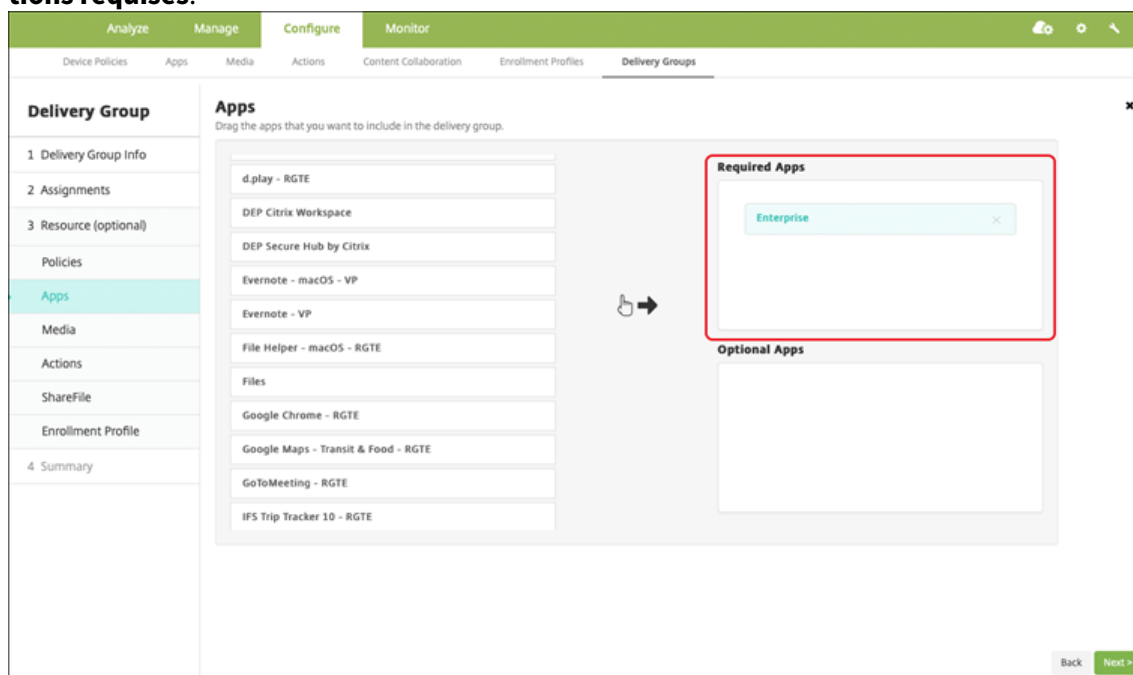 tions requises.
Analyze Manage Configure Monitor
Device Policies Apps Media Actions Content Collaboration Enrollment Profiles Delivery Groups
Delivery Group
1 Delivery Group Info
2 Assignments
3 Resource (optional)
Policies
Apps
Media
Actions
ShareFile
Enrollment Profile
4 Summary
Apps
Drag the apps that you want to include in the delivery group.
d.play - RGTE
DEP Citrix Workspace
DEP Secure Hub by Citrix
Evernote - macOS - VP
Evernote - VP
File Helper - macOS - RGTE
Files
Google Chrome - RGTE
Google Maps - Transit & Food - RGTE
GoToMeeting - RGTE
IFS Trip Tracker 10 - RGTE
Required Apps
Enterprise
Optional Apps
Back Next >